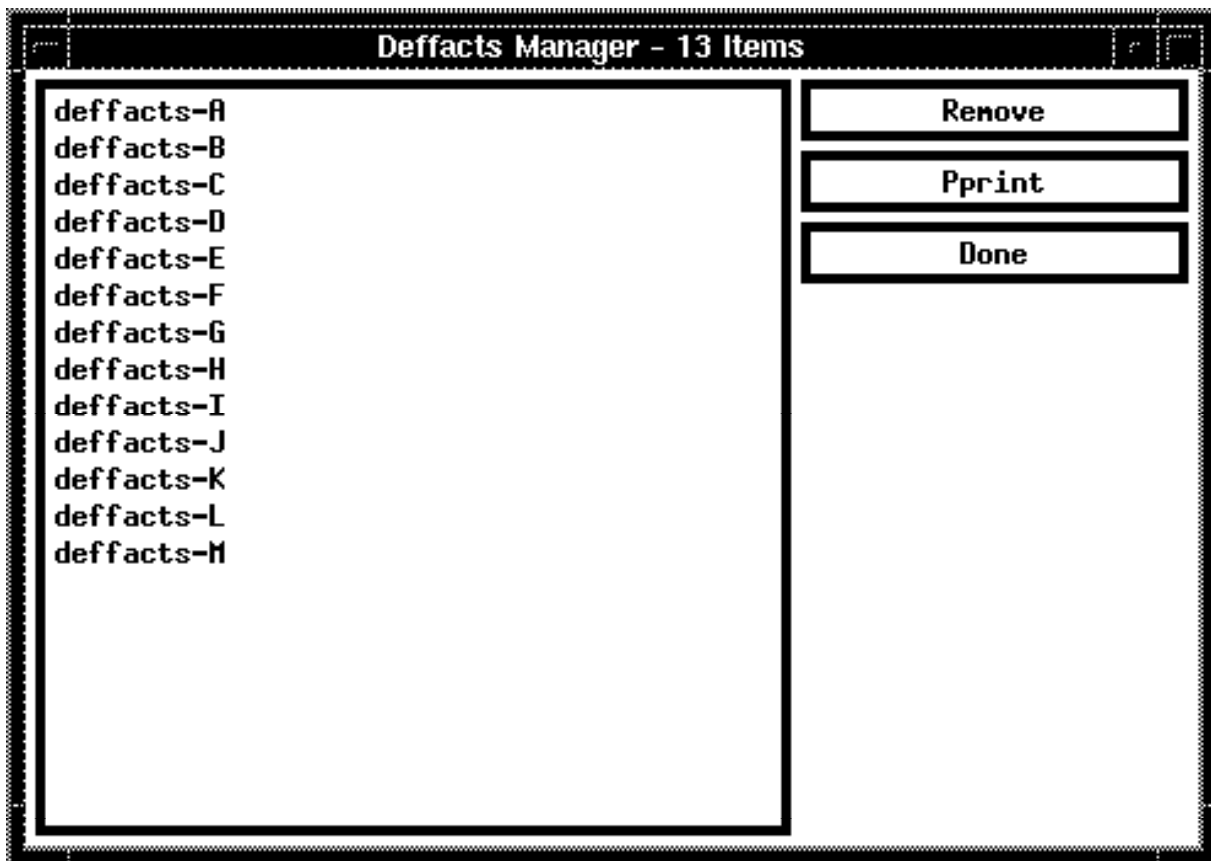 Deffacts Manager - 13 Items
deffacts-A
deffacts-B
deffacts-C
deffacts-D
deffacts-E
deffacts-F
deffacts-G
deffacts-H
deffacts-I
deffacts-J
deffacts-K
deffacts-L
deffacts-M
Remove
Pprint
Done